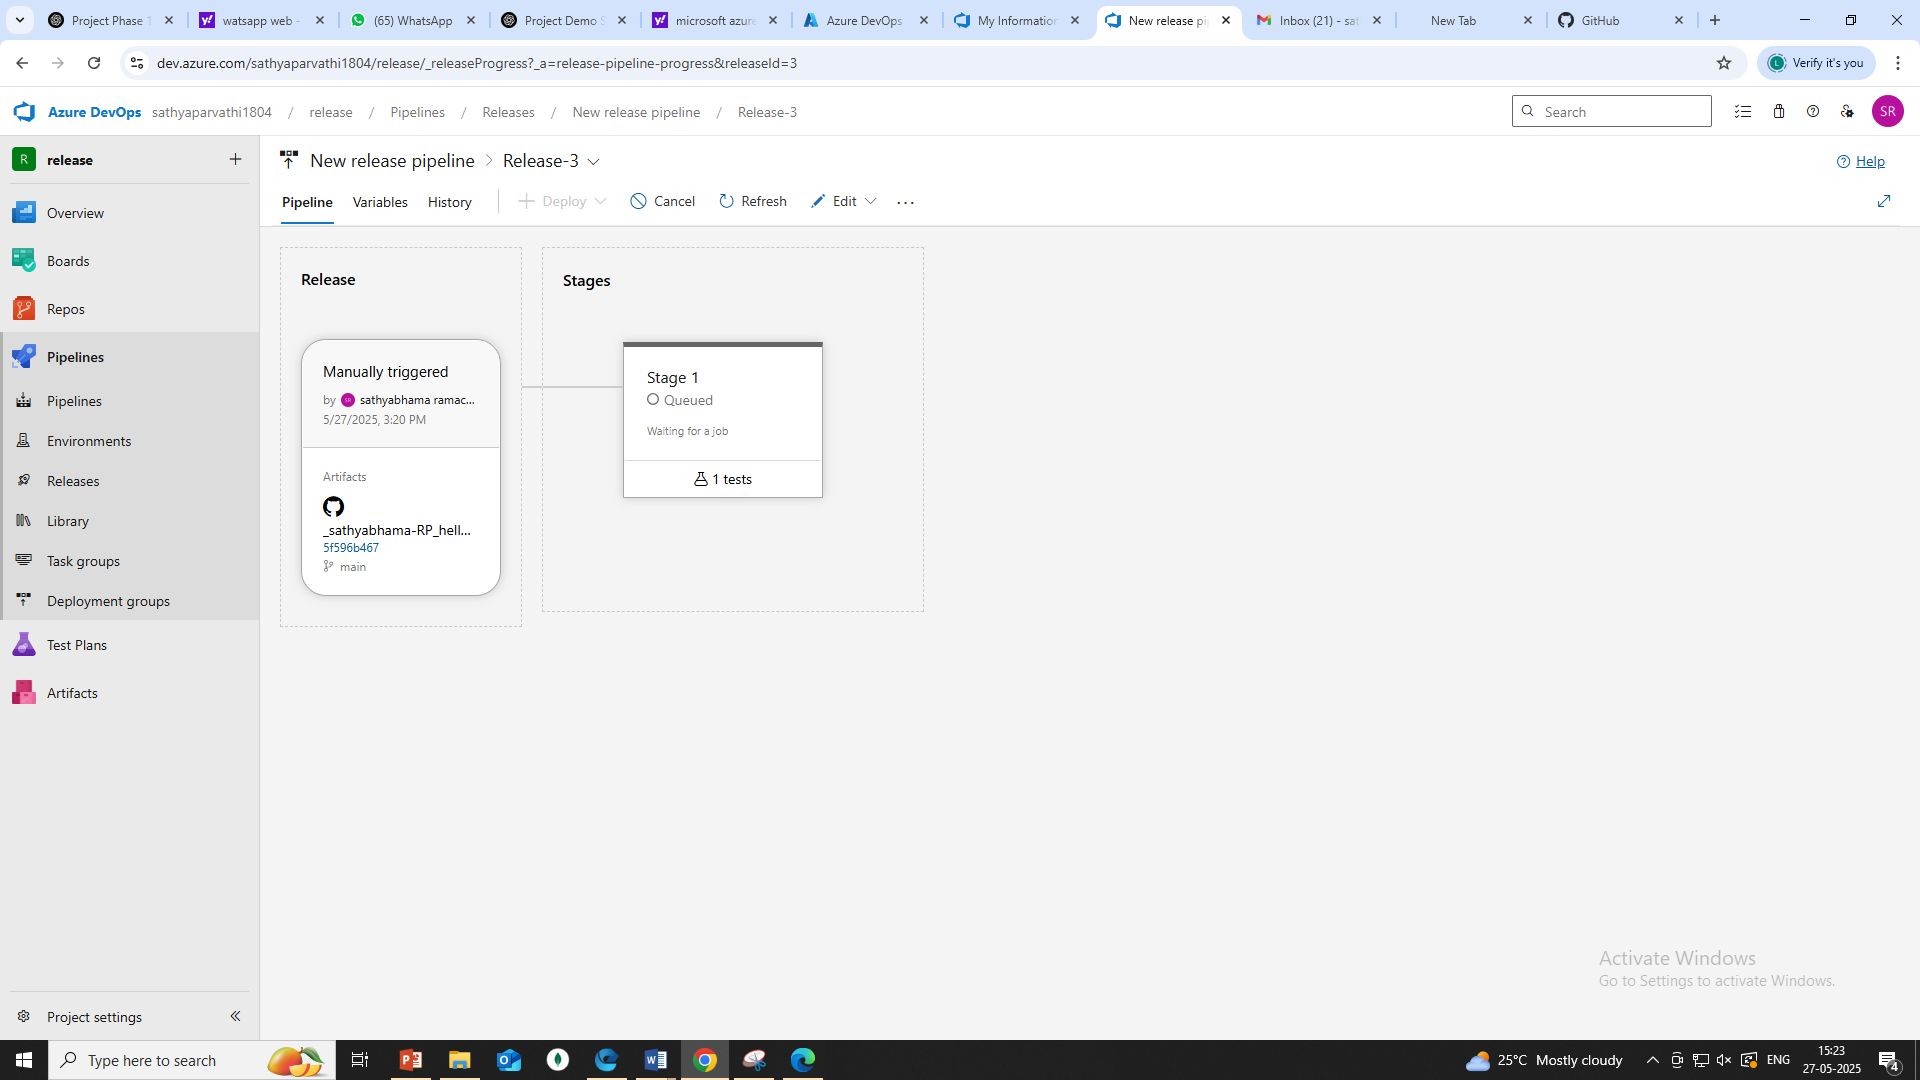 Project Phase 1
watsapp web -
(65) WhatsApp
Project Demo S
microsoft azure
Azure DevOps
My Information
New release pi
Inbox (21) - sat
New Tab
GitHub
dev.azure.com/sathyaparvathi1804/release/_releaseProgress?_a=release-pipeline-progress&releaseId=3
L
Verify it's you
Azure DevOps sathyaparvathi1804 / release / Pipelines / Releases / New release pipeline / Release-3
Search
SR
R release
New release pipeline > Release-3
Help
Pipeline
Variables
History
Deploy
Cancel
Refresh
Edit
Overview
Boards
Repos
Pipelines
Pipelines
Environments
Releases
Library
Task groups
Deployment groups
Test Plans
Artifacts
Project settings
Release
Manually triggered
by SR sathyabhama ramac...
5/27/2025, 3:20 PM
Artifacts
_sathyabhama-RP_hell...
5f596b467
main
Stages
Stage 1
Queued
Waiting for a job
1 tests
Activate Windows
Go to Settings to activate Windows.
Type here to search
25°C Mostly cloudy
ENG
15:23
27-05-2025
4